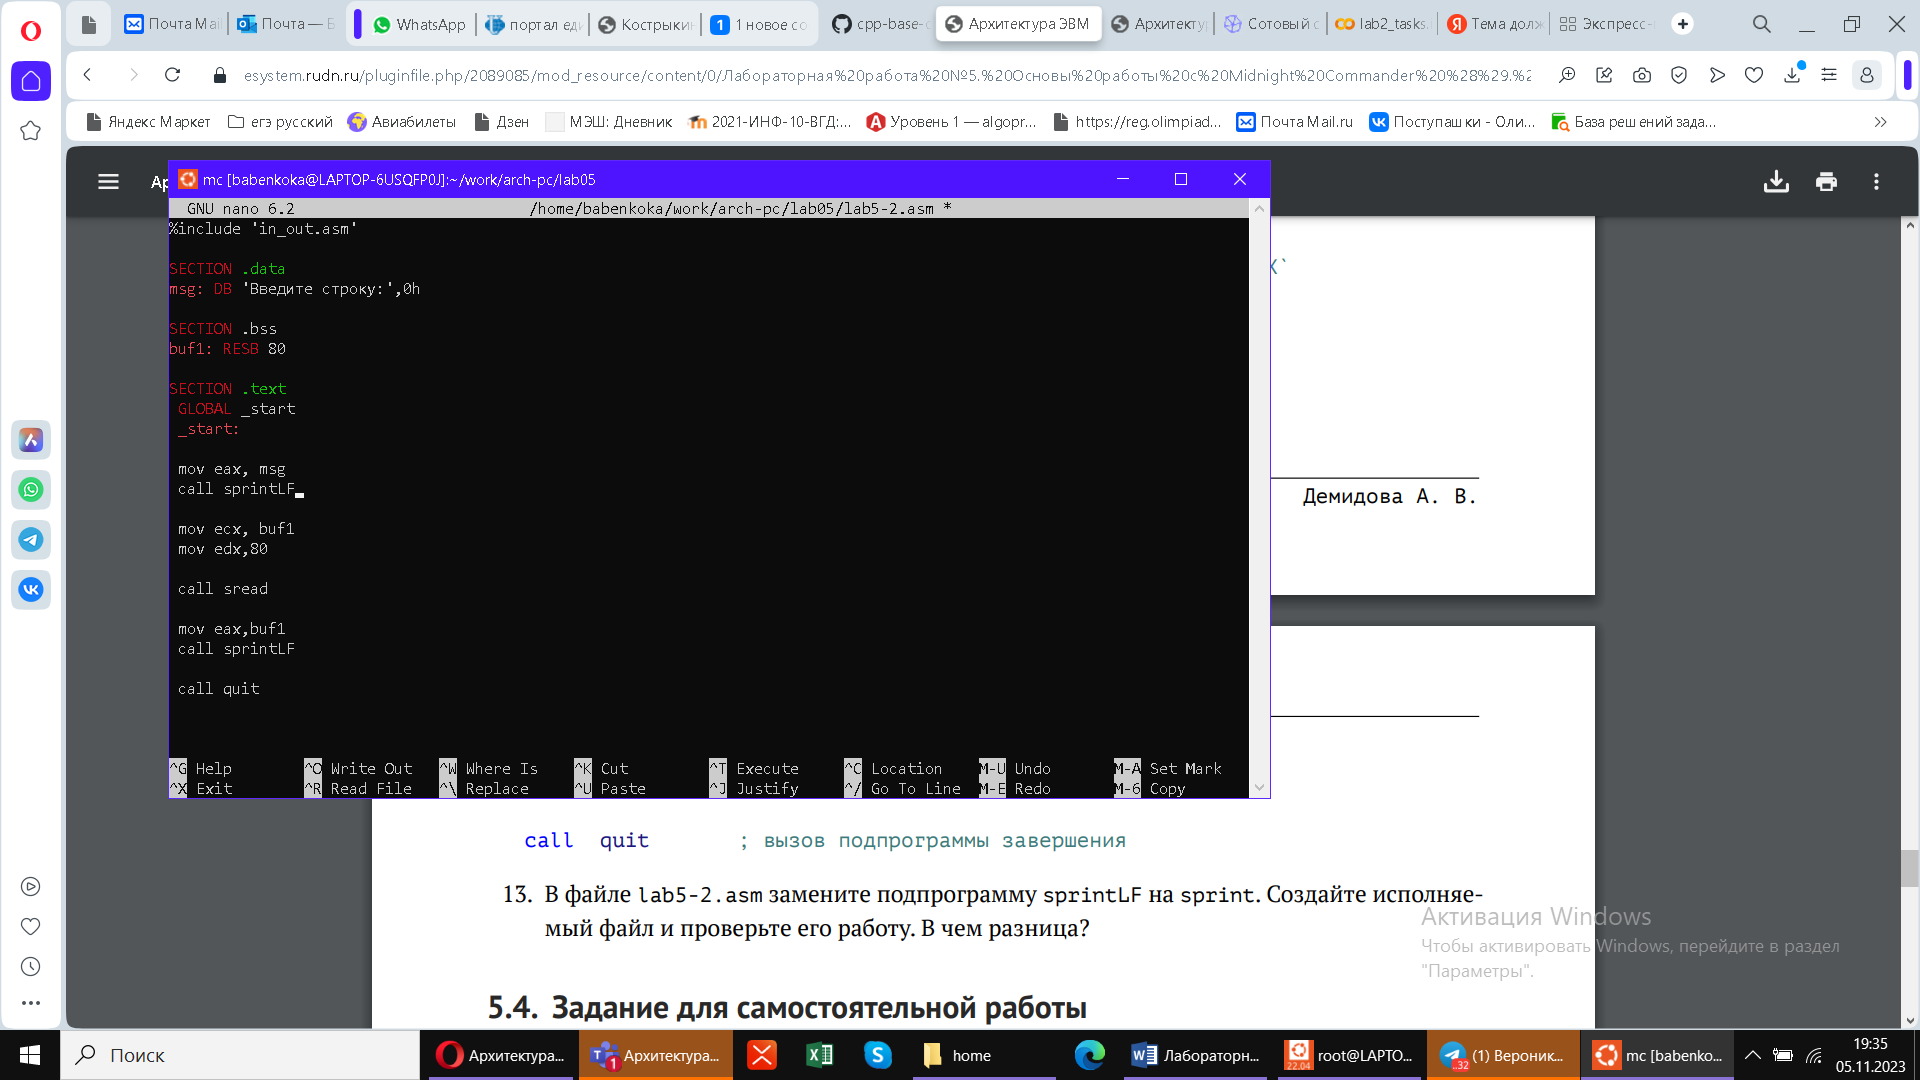 Почта Mai
Почта — Б
WhatsApp
портал еди
Кострыкин
1 новое со
cpp-base-c
Архитектура ЭВМ
Архитекту
Сотовый с
lab2_tasks.
Тема долж
Экспресс-
esystem.rudn.ru/pluginfile.php/2089085/mod_resource/content/0/Лабораторная%20работа%20№5.%20Основы%20работы%20с%20Midnight%20Commander%20%28%29.%2
Яндекс Маркет
егэ русский
Авиабилеты
Дзен
МЭШ: Дневник
2021-ИНФ-10-ВГД:...
Уровень 1 — algopr...
https://reg.olimpiad...
Почта Mail.ru
Поступашки - Оли...
База решений зада...
Ар
mc [babenkoka@LAPTOP-6USQFP0J]:~/work/arch-pc/lab05
GNU nano 6.2 /home/babenkoka/work/arch-pc/lab05/lab5-2.asm *
%include 'in_out.asm'
SECTION .data
msg: DB 'Введите строку:',0h
SECTION .bss
buf1: RESB 80
SECTION .text
GLOBAL _start
_start:
mov eax, msg
call sprintLF
mov ecx, buf1
mov edx,80
call sread
mov eax,buf1
call sprintLF
call quit
^G Help ^O Write Out ^W Where Is ^K Cut ^T Execute ^C Location M-U Undo M-A Set Mark
^X Exit ^R Read File ^\ Replace ^U Paste ^J Justify ^/ Go To Line M-E Redo M-6 Copy
Демидова А. В.
call quit ; вызов подпрограммы завершения
13. В файле lab5-2.asm замените подпрограмму sprintLF на sprint. Создайте исполняе-
мый файл и проверьте его работу. В чем разница?
5.4. Задание для самостоятельной работы
Активация Windows
Чтобы активировать Windows, перейдите в раздел
"Параметры".
Поиск
Архитектура...
1
Архитектура...
home
Лабораторн...
22.04
root@LAPTO...
..32
(1) Вероник...
mc [babenko...
19:35
05.11.2023